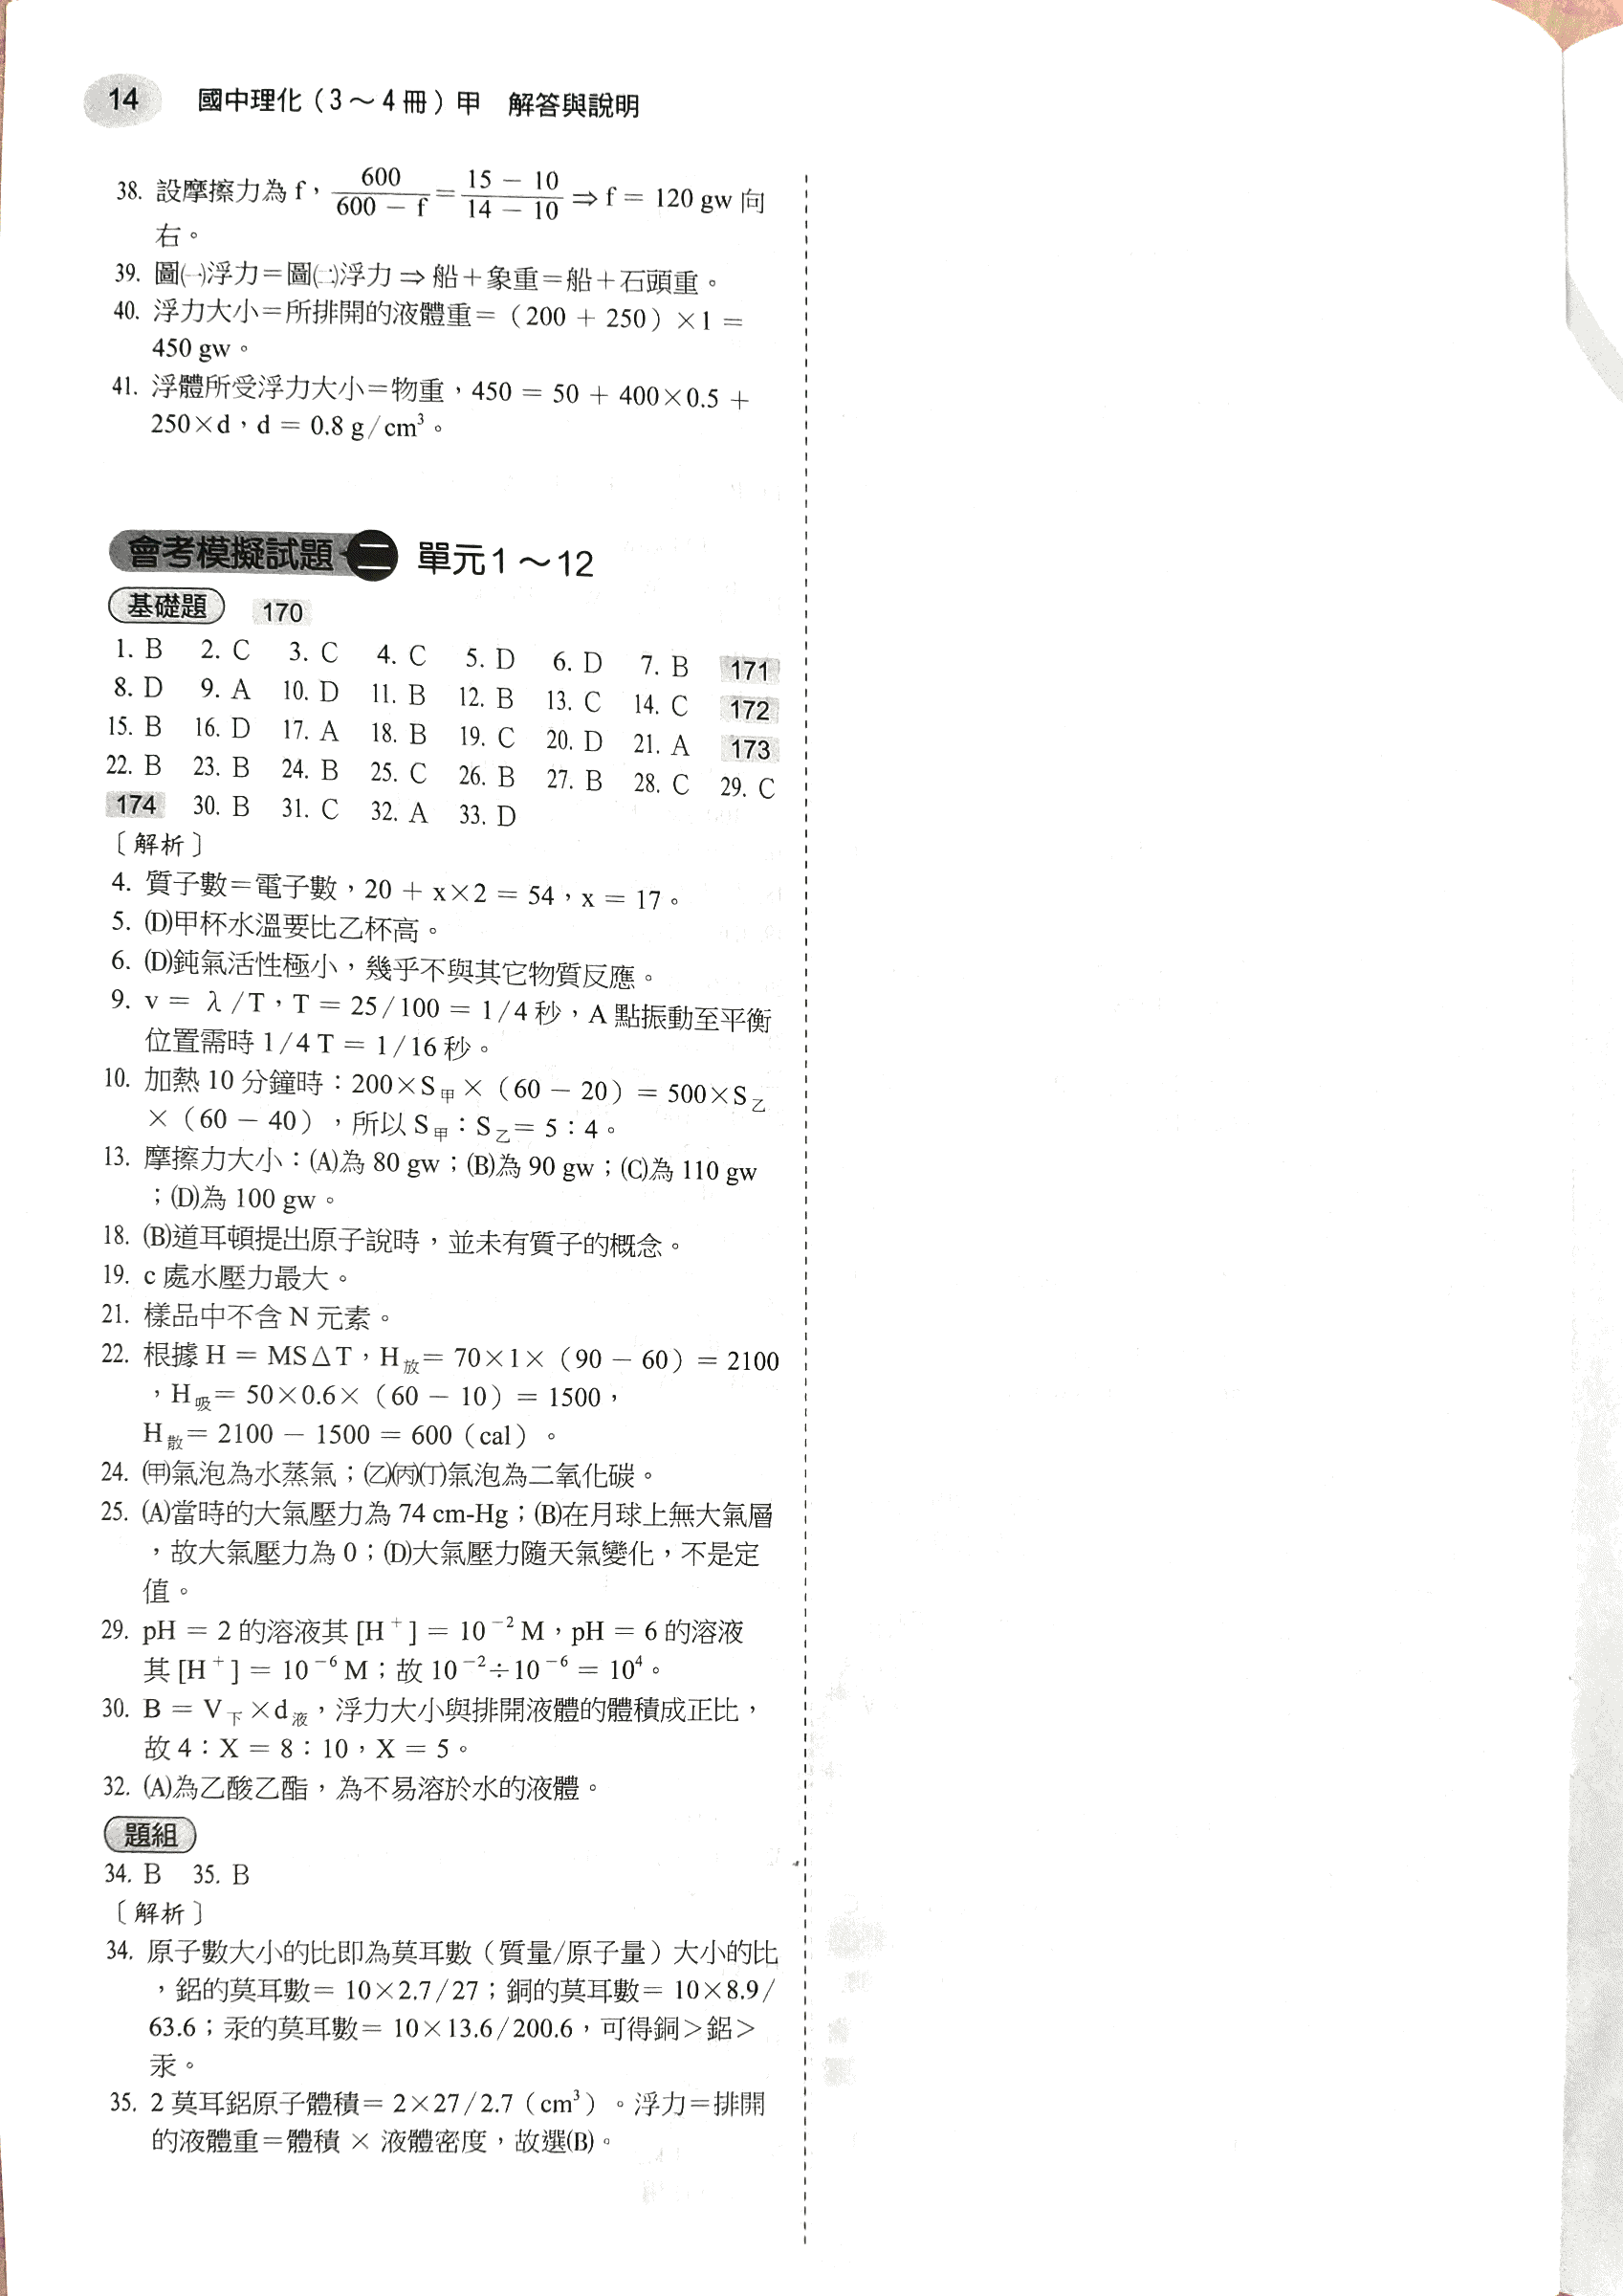 14 國中理化(3～4冊)甲 解答與說明
38. 設摩擦力為 f，600/(600 － f)＝(15 － 10)/(14 － 10)⇒ f ＝ 120 gw 向
右。
39. 圖㈠浮力＝圖㈡浮力 ⇒ 船＋象重＝船＋石頭重。
40. 浮力大小＝所排開的液體重＝（200 ＋ 250）×1 ＝
450 gw。
41. 浮體所受浮力大小＝物重，450 ＝ 50 ＋ 400×0.5 ＋
250×d，d ＝ 0.8 g/cm³。
會考模擬試題 二 單元1～12
基礎題 170
1. B 2. C 3. C 4. C 5. D 6. D 7. B 171
8. D 9. A 10. D 11. B 12. B 13. C 14. C 172
15. B 16. D 17. A 18. B 19. C 20. D 21. A 173
22. B 23. B 24. B 25. C 26. B 27. B 28. C 29. C
174 30. B 31. C 32. A 33. D
〔解析〕
4. 質子數＝電子數，20 ＋ x×2 ＝ 54，x ＝ 17。
5. (D)甲杯水溫要比乙杯高。
6. (D)鈍氣活性極小，幾乎不與其它物質反應。
9. v ＝ λ/T，T ＝ 25/100 ＝ 1/4 秒，A 點振動至平衡
位置需時 1/4 T ＝ 1/16 秒。
10. 加熱 10 分鐘時：200×S甲×（60 － 20）＝ 500×S乙
×（60 － 40），所以 S甲：S乙＝ 5：4。
13. 摩擦力大小：(A)為 80 gw；(B)為 90 gw；(C)為 110 gw
；(D)為 100 gw。
18. (B)道耳頓提出原子說時，並未有質子的概念。
19. c 處水壓力最大。
21. 樣品中不含 N 元素。
22. 根據 H ＝ MS△T，H放＝ 70×1×（90 － 60）＝ 2100
，H吸＝ 50×0.6×（60 － 10）＝ 1500，
H散＝ 2100 － 1500 ＝ 600（cal）。
24. (甲)氣泡為水蒸氣；(乙)(丙)(丁)氣泡為二氧化碳。
25. (A)當時的大氣壓力為 74 cm-Hg；(B)在月球上無大氣層
，故大氣壓力為 0；(D)大氣壓力隨天氣變化，不是定
值。
29. pH ＝ 2 的溶液其 [H⁺] ＝ 10⁻² M，pH ＝ 6 的溶液
其 [H⁺] ＝ 10⁻⁶ M；故 10⁻²÷10⁻⁶ ＝ 10⁴。
30. B ＝ V下×d液，浮力大小與排開液體的體積成正比，
故 4：X ＝ 8：10，X ＝ 5。
32. (A)為乙酸乙酯，為不易溶於水的液體。
題組
34. B 35. B
〔解析〕
34. 原子數大小的比即為莫耳數（質量/原子量）大小的比
，鋁的莫耳數＝ 10×2.7/27；銅的莫耳數＝ 10×8.9/
63.6；汞的莫耳數＝ 10×13.6/200.6，可得銅＞鋁＞
汞。
35. 2 莫耳鋁原子體積＝ 2×27/2.7（cm³）。浮力＝排開
的液體重＝體積 × 液體密度，故選(B)。